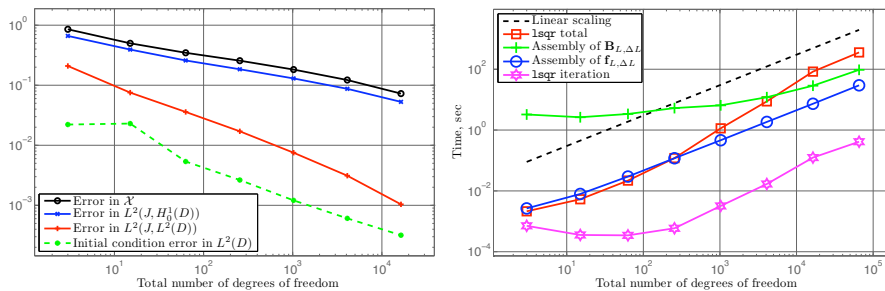 10^0
10^-1
10^-2
10^-3
10^1
10^2
10^3
10^4
Total number of degrees of freedom
Error in 𝒳
Error in L^2(J, H^1_0(D))
Error in L^2(J, L^2(D))
Initial condition error in L^2(D)
Time, sec
10^2
10^0
10^-2
10^-4
10^1
10^2
10^3
10^4
10^5
Total number of degrees of freedom
Linear scaling
lsqr total
Assembly of B_{L,ΔL}
Assembly of f_{L,ΔL}
lsqr iteration